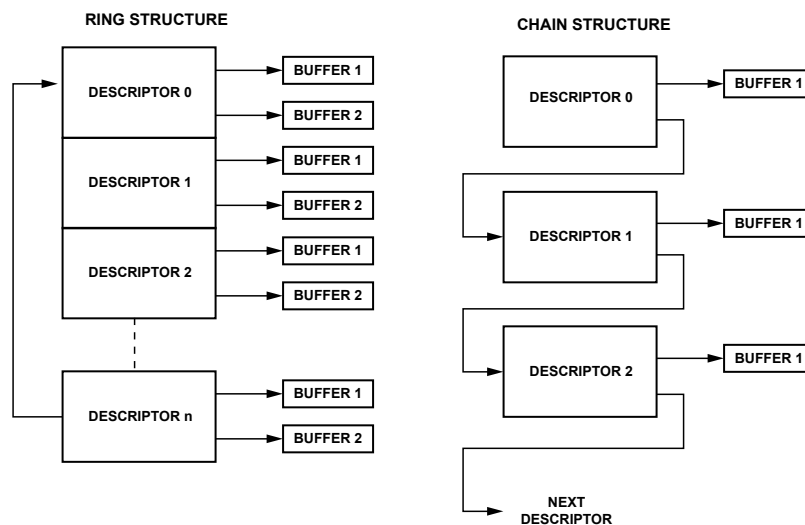 RING STRUCTURE
DESCRIPTOR 0
BUFFER 1
BUFFER 2
DESCRIPTOR 1
BUFFER 1
BUFFER 2
DESCRIPTOR 2
BUFFER 1
BUFFER 2
DESCRIPTOR n
BUFFER 1
BUFFER 2
CHAIN STRUCTURE
DESCRIPTOR 0
BUFFER 1
DESCRIPTOR 1
BUFFER 1
DESCRIPTOR 2
BUFFER 1
NEXT
DESCRIPTOR